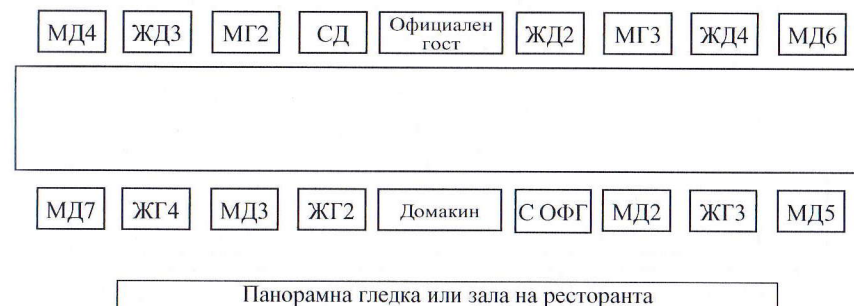 МД4 ЖД3 МГ2 СД Официален гост ЖД2 МГ3 ЖД4 МД6
МД7 ЖГ4 МД3 ЖГ2 Домакин С ОФГ МД2 ЖГ3 МД5
Панорамна гледка или зала на ресторанта